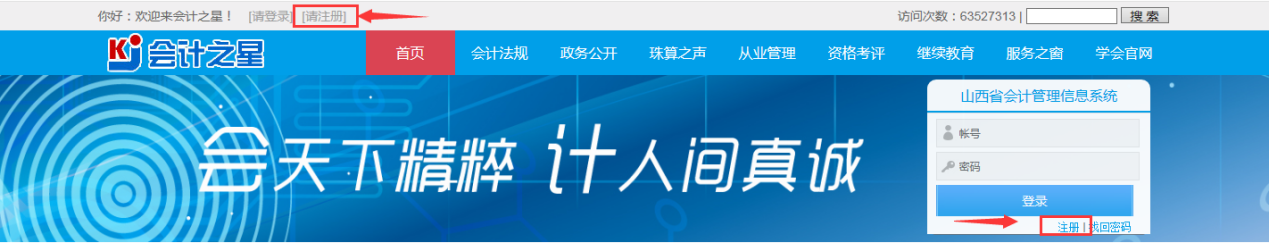 你好：欢迎来会计之星！ [请登录] [请注册] 访问次数：63527313 | 搜 索
KJ 会计之星 首页 会计法规 政务公开 珠算之声 从业管理 资格考评 继续教育 服务之窗 学会官网
山西省会计管理信息系统
会天下精粹 计人间真诚
帐号
密码
登录
注册 | 找回密码